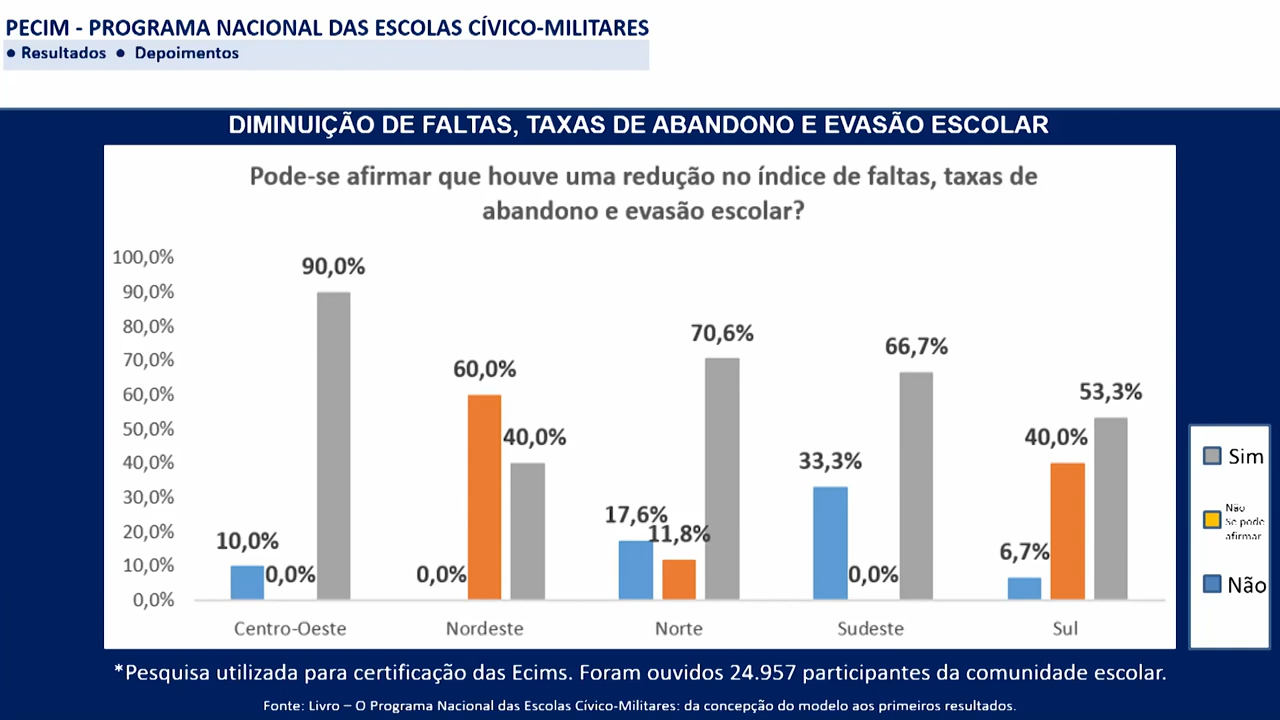 PECIM - PROGRAMA NACIONAL DAS ESCOLAS CÍVICO-MILITARES
● Resultados ● Depoimentos
DIMINUIÇÃO DE FALTAS, TAXAS DE ABANDONO E EVASÃO ESCOLAR
Pode-se afirmar que houve uma redução no índice de faltas, taxas de
abandono e evasão escolar?
100,0%
90,0%
80,0%
70,0%
60,0%
50,0%
40,0%
30,0%
20,0%
10,0%
0,0%
10,0% 0,0% 90,0%
0,0% 60,0% 40,0%
17,6% 11,8% 70,6%
33,3% 0,0% 66,7%
6,7% 40,0% 53,3%
Centro-Oeste Nordeste Norte Sudeste Sul
Sim
Não
Se pode
afirmar
Não
*Pesquisa utilizada para certificação das Ecims. Foram ouvidos 24.957 participantes da comunidade escolar.
Fonte: Livro – O Programa Nacional das Escolas Cívico-Militares: da concepção do modelo aos primeiros resultados.